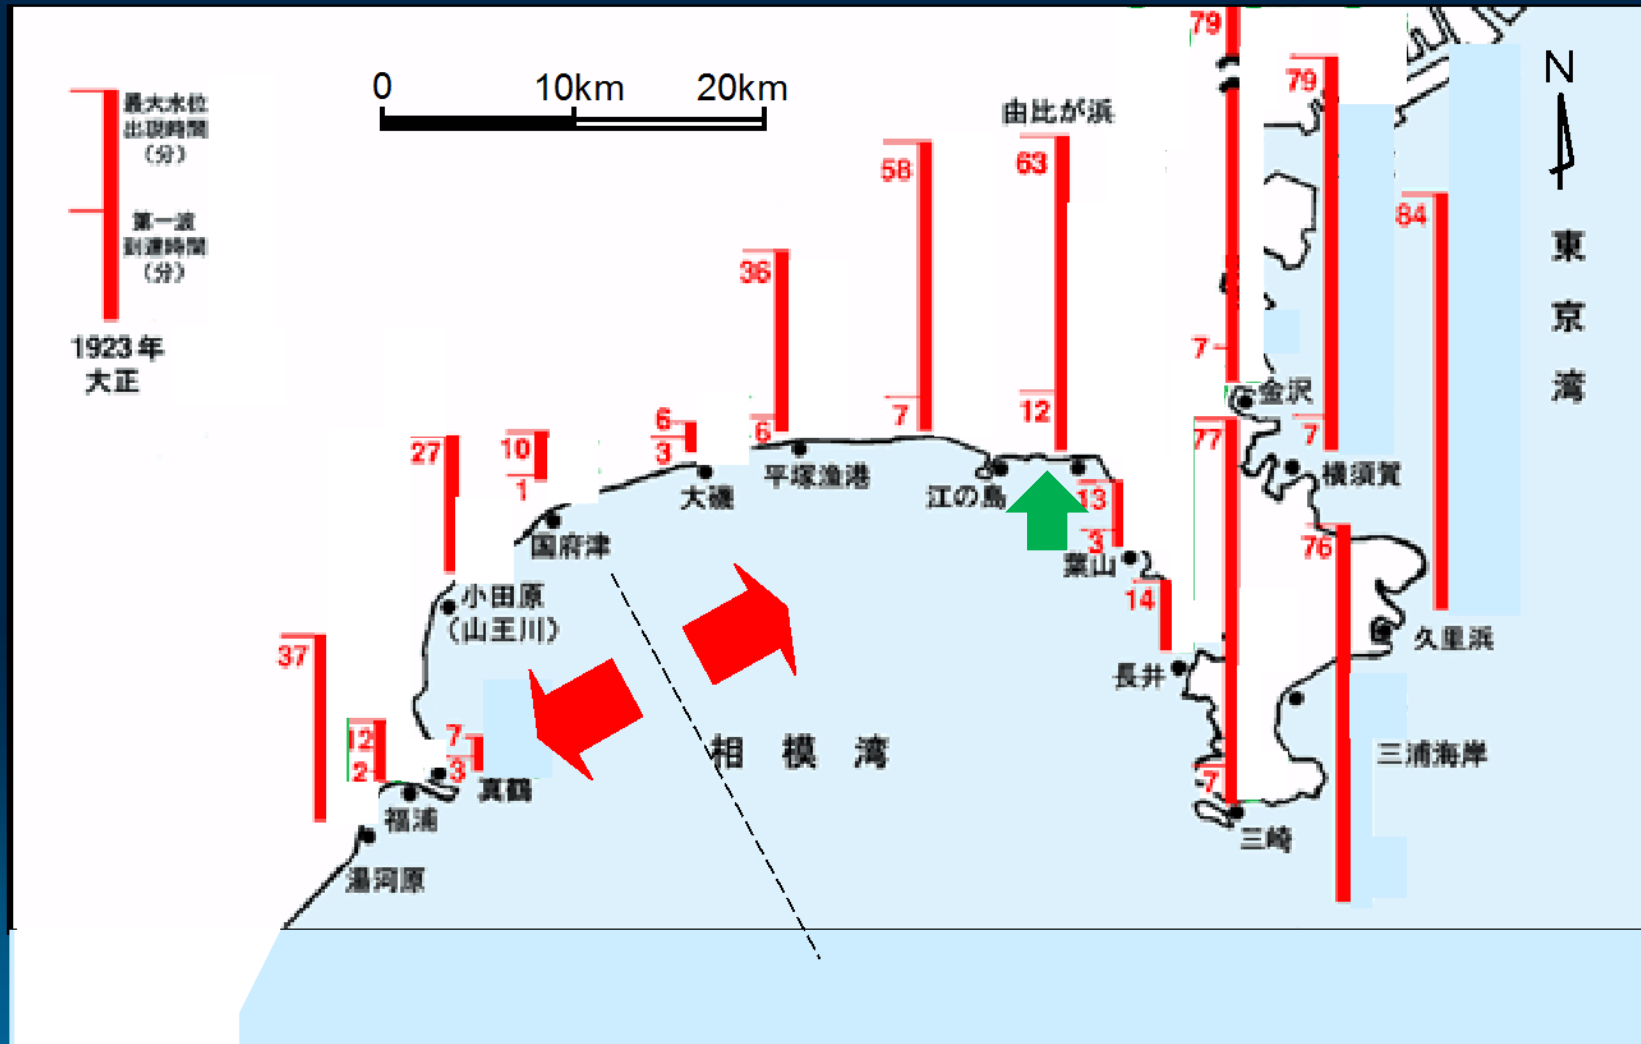 0 10km 20km
N
最大水位
出現時間
(分)
第一波
到達時間
(分)
1923年
大正
由比が浜
東
京
湾
79
79
63
58
84
36
12
7
7
6
6
3
27
10
1
77
7
金沢
横須賀
大磯
平塚漁港
江の島
13
3
国府津
葉山
76
小田原
(山王川)
14
久里浜
37
長井
12
2
7
3
真鶴
相模湾
三浦海岸
7
福浦
三崎
湯河原